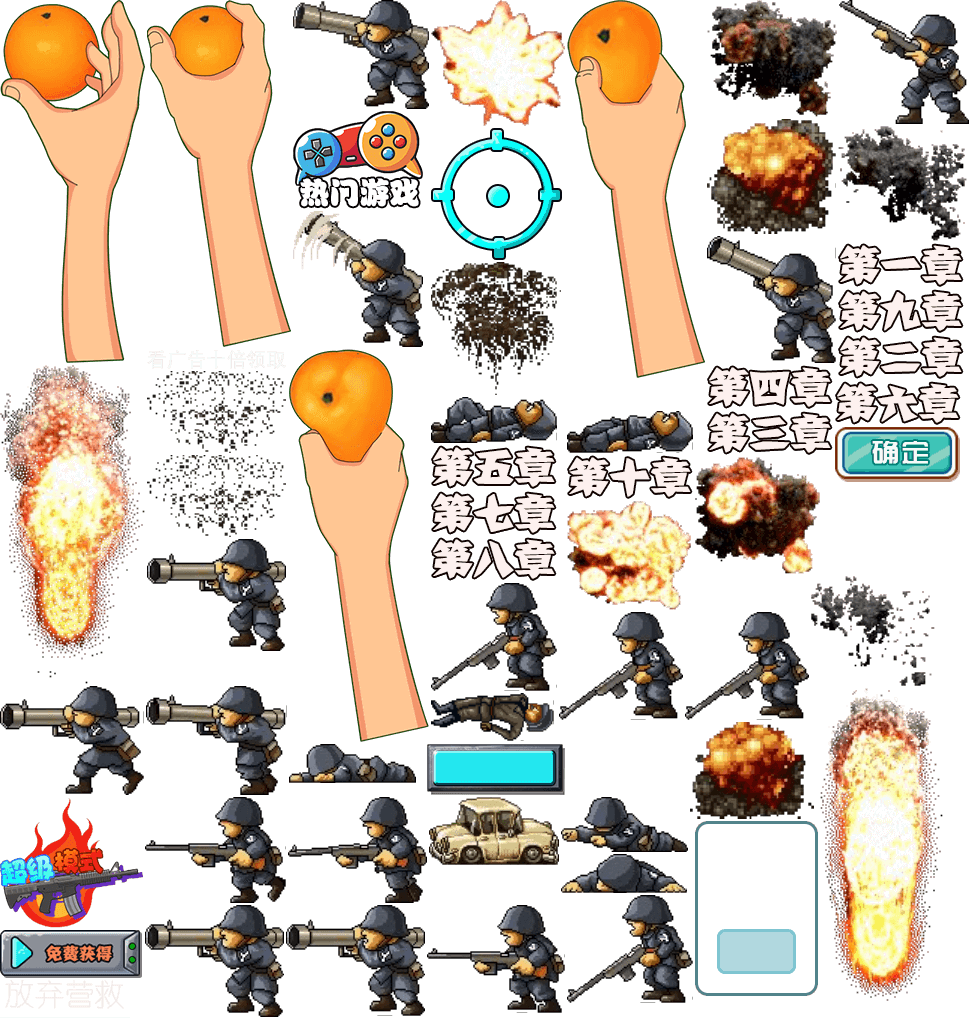 热门游戏
第一章
第九章
第二章
第六章
看广告十倍领取
第四章
第三章
确定
第五章
第十章
第七章
第八章
超级模式
免费获得
放弃营救